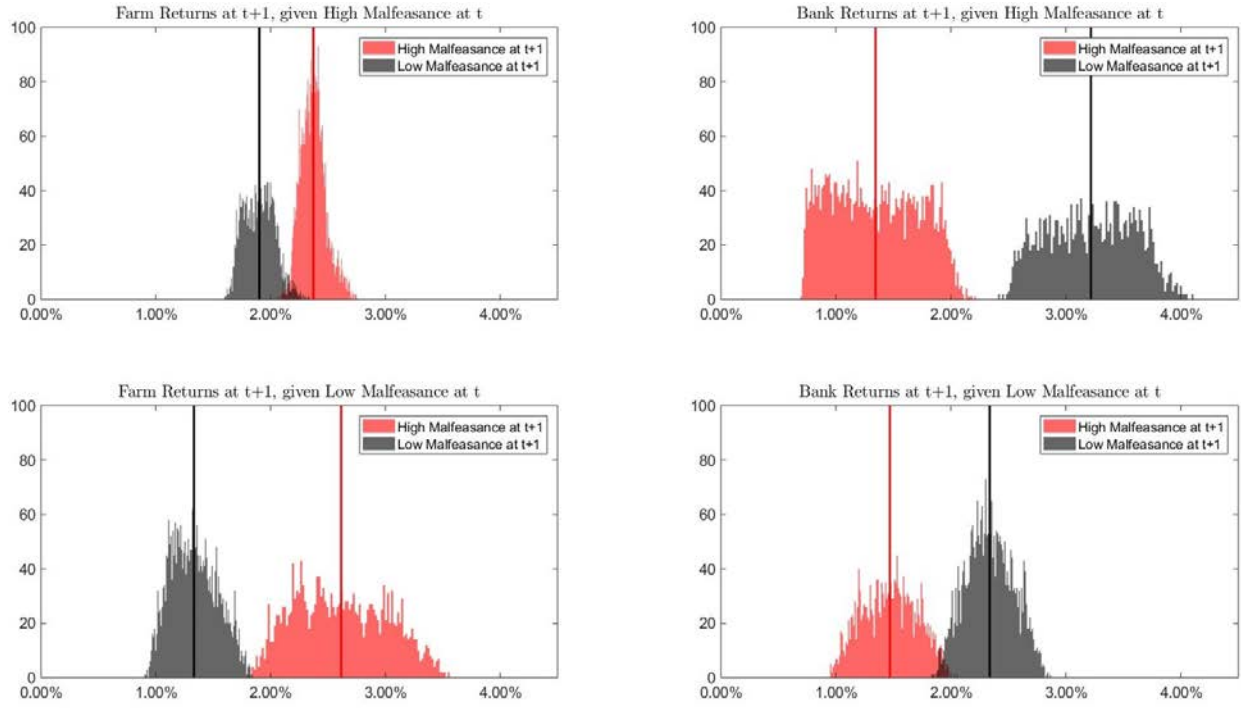 Farm Returns at t+1, given High Malfeasance at t
100
80
60
40
20
0
0.00% 1.00% 2.00% 3.00% 4.00%
High Malfeasance at t+1
Low Malfeasance at t+1
Bank Returns at t+1, given High Malfeasance at t
100
80
60
40
20
0
0.00% 1.00% 2.00% 3.00% 4.00%
High Malfeasance at t+1
Low Malfeasance at t+1
Farm Returns at t+1, given Low Malfeasance at t
100
80
60
40
20
0
0.00% 1.00% 2.00% 3.00% 4.00%
High Malfeasance at t+1
Low Malfeasance at t+1
Bank Returns at t+1, given Low Malfeasance at t
100
80
60
40
20
0
0.00% 1.00% 2.00% 3.00% 4.00%
High Malfeasance at t+1
Low Malfeasance at t+1